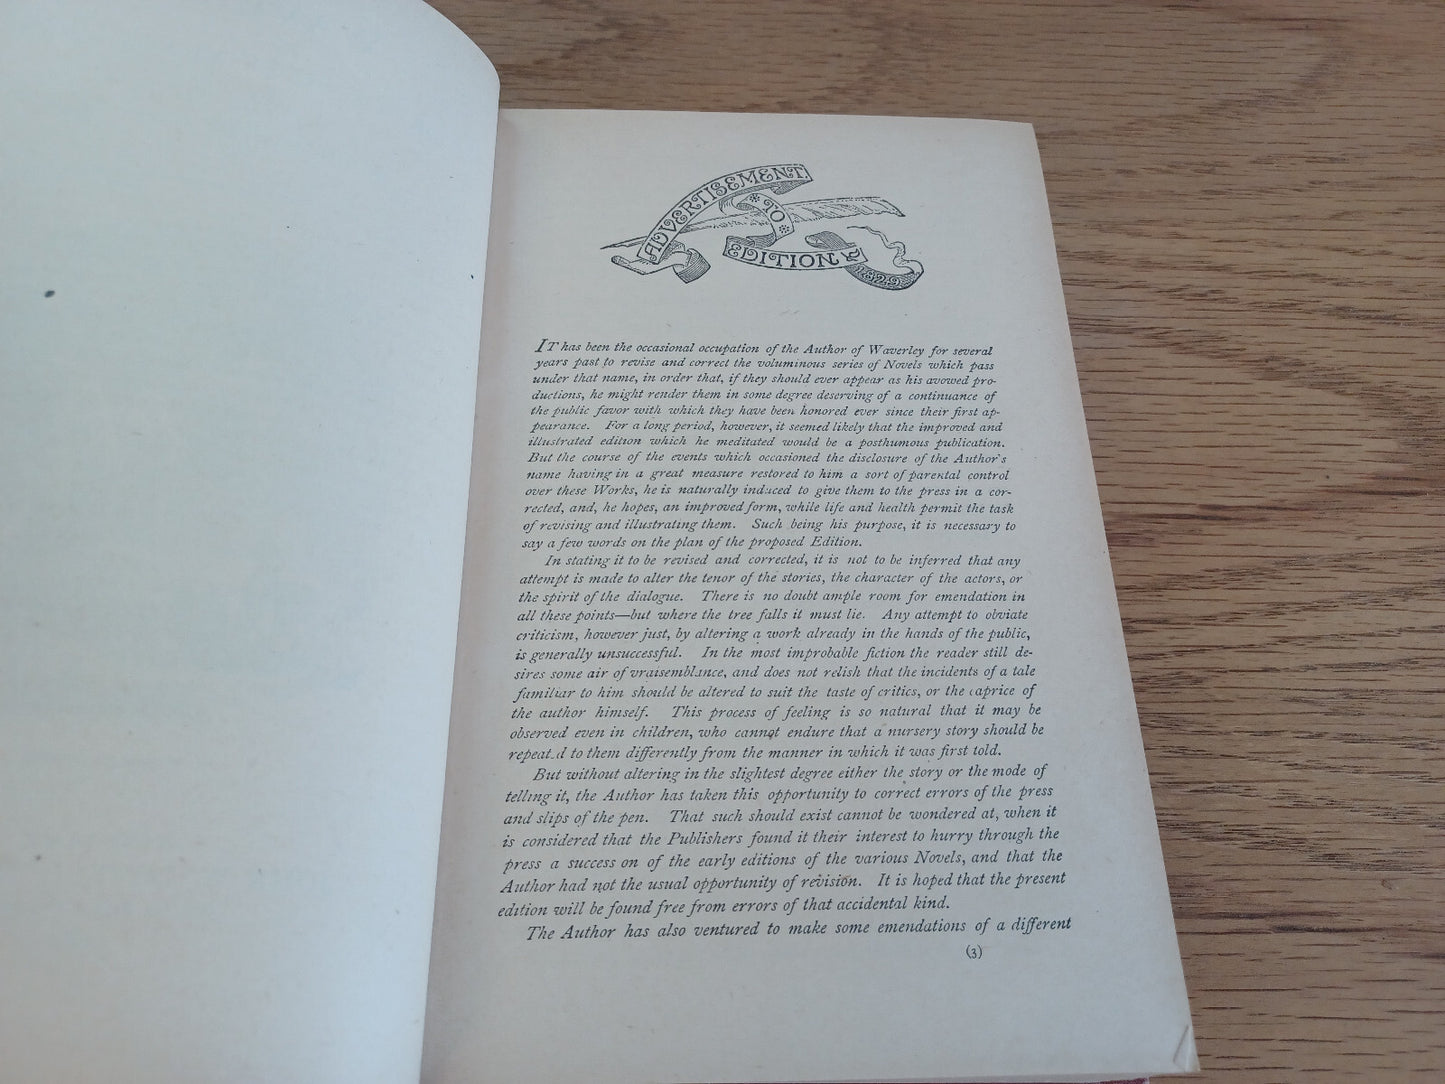 ADVERTISEMENT
* TO *
EDITION
1829
IT has been the occasional occupation of the Author of Waverley for several
years past to revise and correct the voluminous series of Novels which pass
under that name, in order that, if they should ever appear as his avowed pro-
ductions, he might render them in some degree deserving of a continuance of
the public favor with which they have been honored ever since their first ap-
pearance. For a long period, however, it seemed likely that the improved and
illustrated edition which he meditated would be a posthumous publication.
But the course of the events which occasioned the disclosure of the Author's
name having in a great measure restored to him a sort of parental control
over these Works, he is naturally induced to give them to the press in a cor-
rected, and, he hopes, an improved form, while life and health permit the task
of revising and illustrating them. Such being his purpose, it is necessary to
say a few words on the plan of the proposed Edition.
In stating it to be revised and corrected, it is not to be inferred that any
attempt is made to alter the tenor of the stories, the character of the actors, or
the spirit of the dialogue. There is no doubt ample room for emendation in
all these points—but where the tree falls it must lie. Any attempt to obviate
criticism, however just, by altering a work already in the hands of the public,
is generally unsuccessful. In the most improbable fiction the reader still de-
sires some air of vraisemblance, and does not relish that the incidents of a tale
familiar to him should be altered to suit the taste of critics, or the caprice of
the author himself. This process of feeling is so natural that it may be
observed even in children, who cannot endure that a nursery story should be
repeated to them differently from the manner in which it was first told.
But without altering in the slightest degree either the story or the mode of
telling it, the Author has taken this opportunity to correct errors of the press
and slips of the pen. That such should exist cannot be wondered at, when it
is considered that the Publishers found it their interest to hurry through the
press a succession of the early editions of the various Novels, and that the
Author had not the usual opportunity of revision. It is hoped that the present
edition will be found free from errors of that accidental kind.
The Author has also ventured to make some emendations of a different
(3)